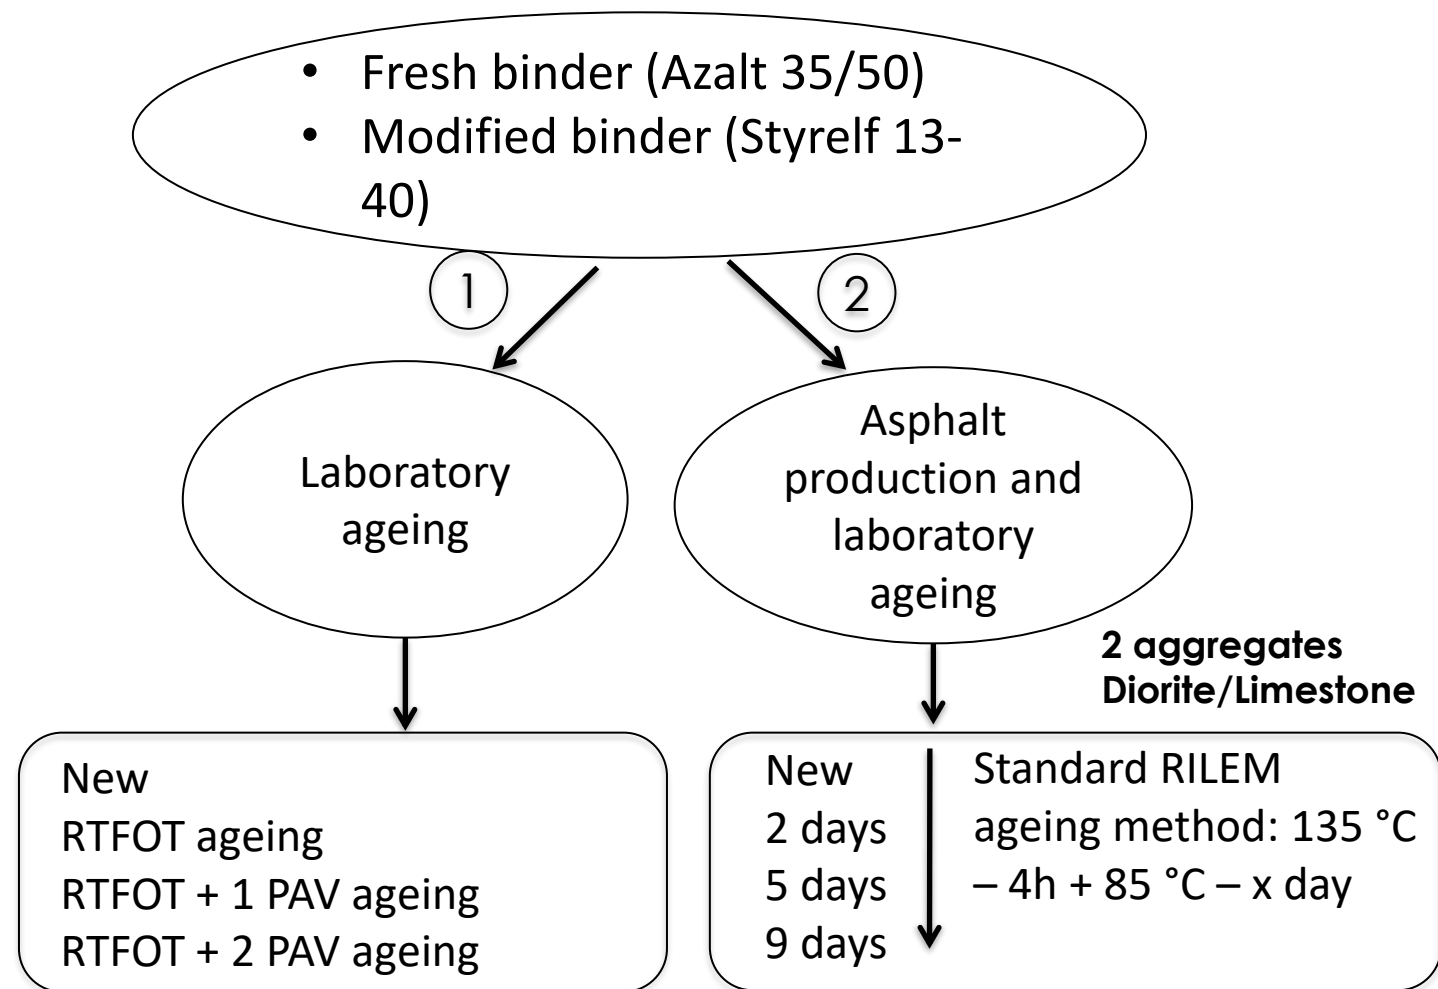 • Fresh binder (Azalt 35/50)
• Modified binder (Styrelf 13-
40)
1
2
Laboratory
ageing
Asphalt
production and
laboratory
ageing
2 aggregates
Diorite/Limestone
New
RTFOT ageing
RTFOT + 1 PAV ageing
RTFOT + 2 PAV ageing
New
2 days
5 days
9 days
Standard RILEM
ageing method: 135 °C
– 4h + 85 °C – x day